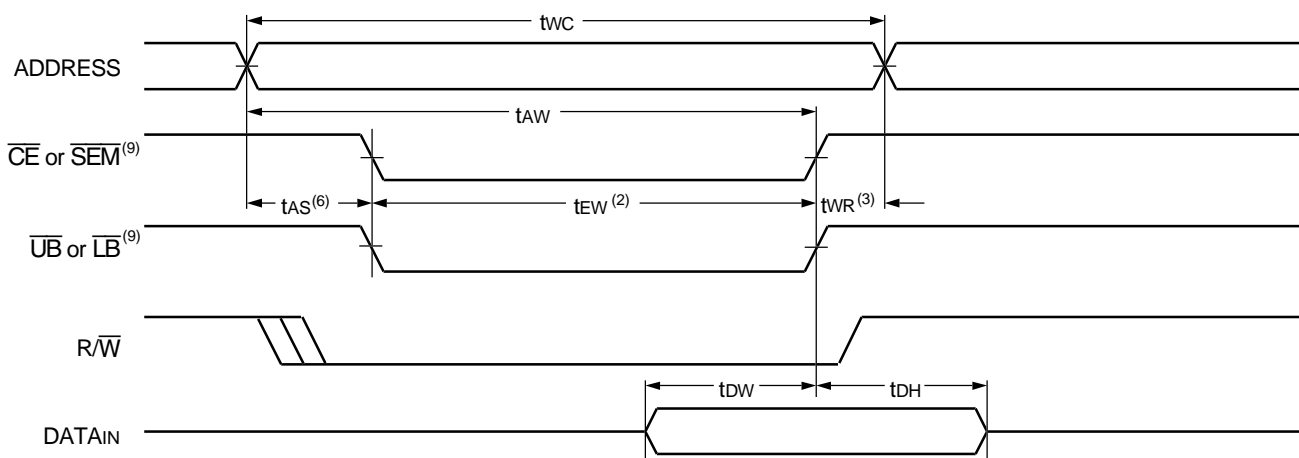 tWC
ADDRESS
tAW
CE or SEM(9)
tAS(6) tEW(2) tWR(3)
UB or LB(9)
R/W
tDW tDH
DATAIN